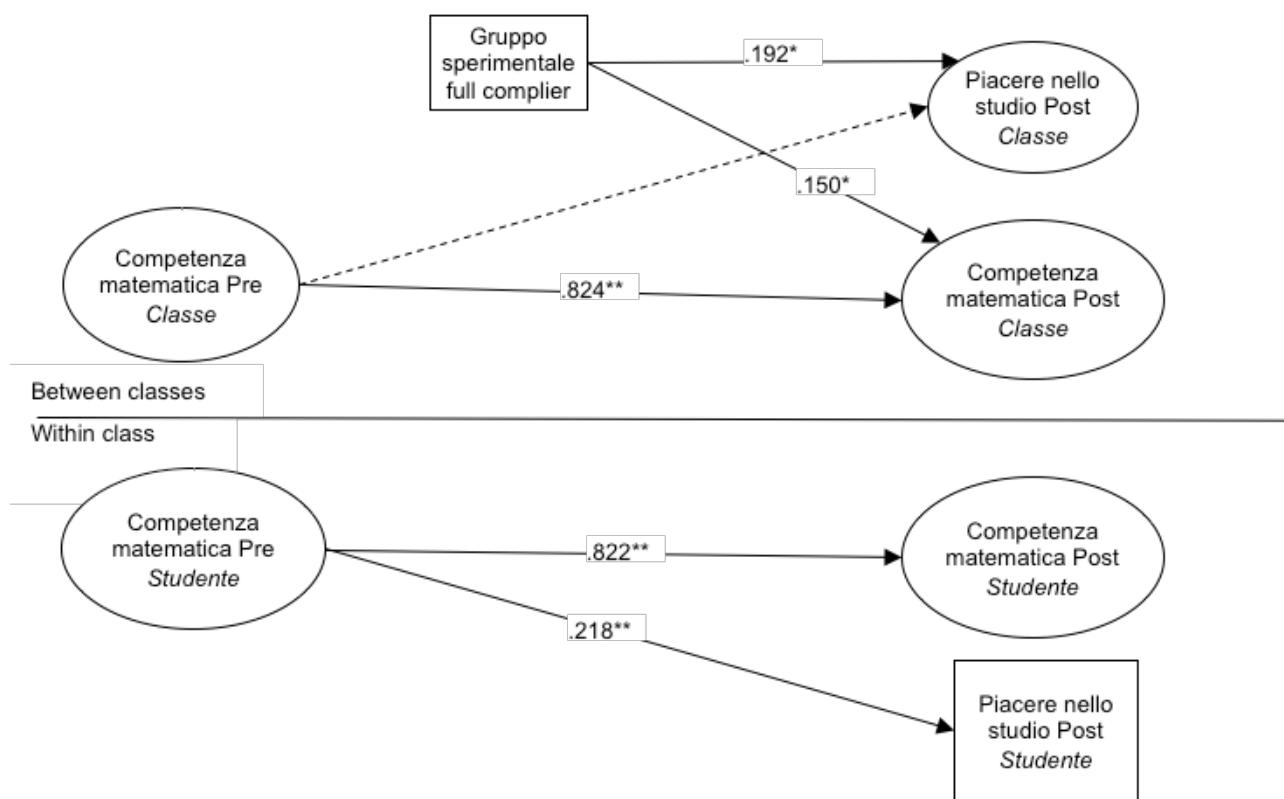 Gruppo
sperimentale
full complier
.192*
Piacere nello
studio Post
Classe
.150*
Competenza
matematica Pre
Classe
.824**
Competenza
matematica Post
Classe
Between classes
Within class
Competenza
matematica Pre
Studente
.822**
Competenza
matematica Post
Studente
.218**
Piacere nello
studio Post
Studente